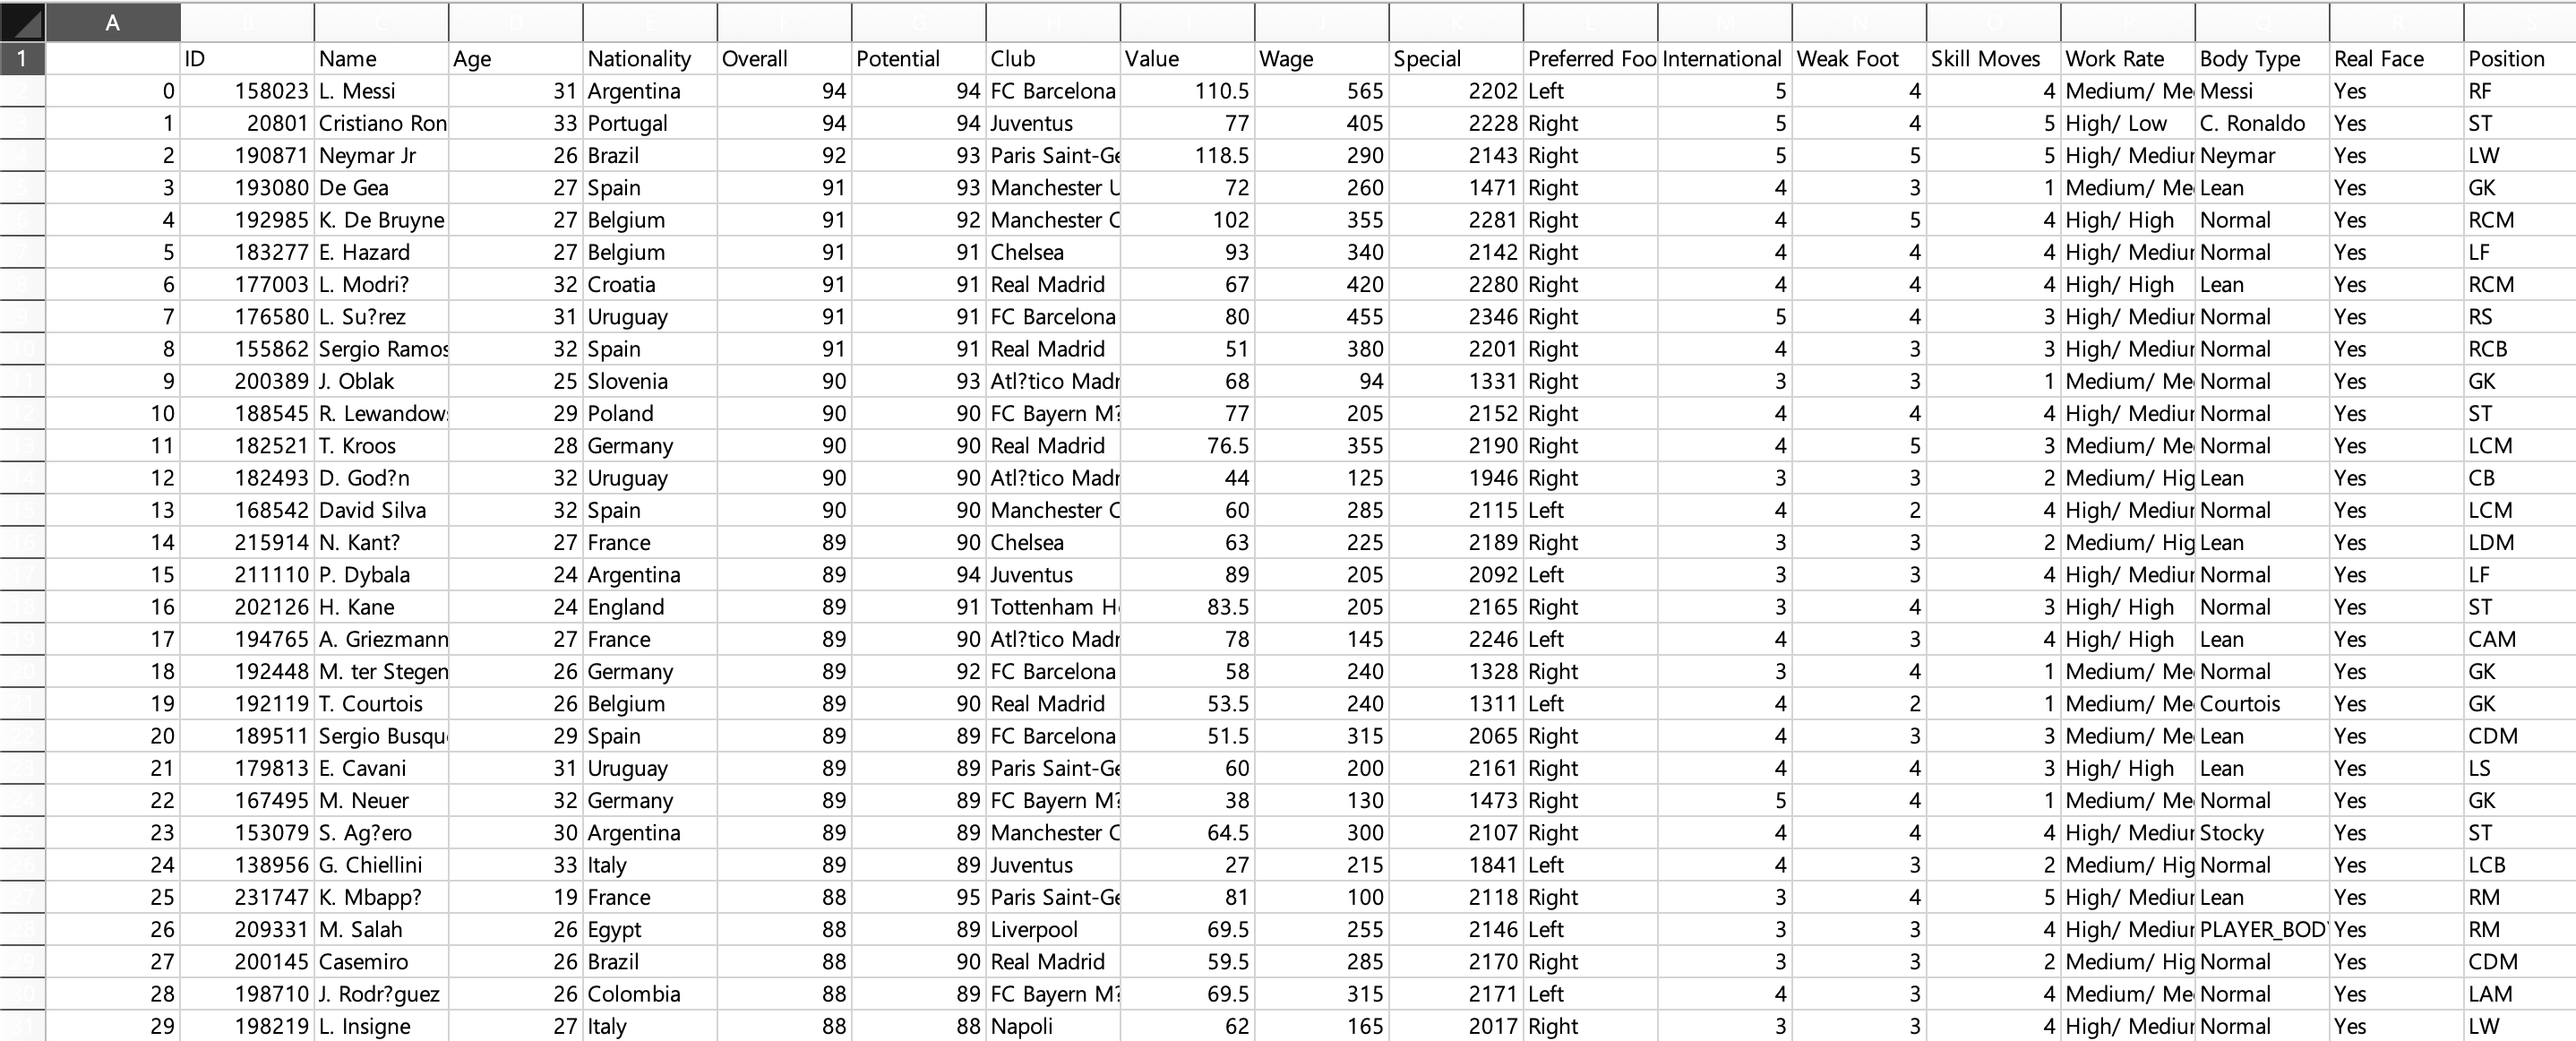 A B C D E F G H I J K L M N O P Q R S
1 ID Name Age Nationality Overall Potential Club Value Wage Special Preferred Foo International Weak Foot Skill Moves Work Rate Body Type Real Face Position
2 0 158023 L. Messi 31 Argentina 94 94 FC Barcelona 110.5 565 2202 Left 5 4 4 Medium/ Me Messi Yes RF
3 1 20801 Cristiano Ron 33 Portugal 94 94 Juventus 77 405 2228 Right 5 4 5 High/ Low C. Ronaldo Yes ST
4 2 190871 Neymar Jr 26 Brazil 92 93 Paris Saint-Ge 118.5 290 2143 Right 5 5 5 High/ Mediur Neymar Yes LW
5 3 193080 De Gea 27 Spain 91 93 Manchester U 72 260 1471 Right 4 3 1 Medium/ Me Lean Yes GK
6 4 192985 K. De Bruyne 27 Belgium 91 92 Manchester C 102 355 2281 Right 4 5 4 High/ High Normal Yes RCM
7 5 183277 E. Hazard 27 Belgium 91 91 Chelsea 93 340 2142 Right 4 4 4 High/ Mediur Normal Yes LF
8 6 177003 L. Modri? 32 Croatia 91 91 Real Madrid 67 420 2280 Right 4 4 4 High/ High Lean Yes RCM
9 7 176580 L. Su?rez 31 Uruguay 91 91 FC Barcelona 80 455 2346 Right 5 4 3 High/ Mediur Normal Yes RS
10 8 155862 Sergio Ramos 32 Spain 91 91 Real Madrid 51 380 2201 Right 4 3 3 High/ Mediur Normal Yes RCB
11 9 200389 J. Oblak 25 Slovenia 90 93 Atl?tico Madr 68 94 1331 Right 3 3 1 Medium/ Me Normal Yes GK
12 10 188545 R. Lewandow 29 Poland 90 90 FC Bayern M? 77 205 2152 Right 4 4 4 High/ Mediur Normal Yes ST
13 11 182521 T. Kroos 28 Germany 90 90 Real Madrid 76.5 355 2190 Right 4 5 3 Medium/ Me Normal Yes LCM
14 12 182493 D. God?n 32 Uruguay 90 90 Atl?tico Madr 44 125 1946 Right 3 3 2 Medium/ Hig Lean Yes CB
15 13 168542 David Silva 32 Spain 90 90 Manchester C 60 285 2115 Left 4 2 4 High/ Mediur Normal Yes LCM
16 14 215914 N. Kant? 27 France 89 90 Chelsea 63 225 2189 Right 3 3 2 Medium/ Hig Lean Yes LDM
17 15 211110 P. Dybala 24 Argentina 89 94 Juventus 89 205 2092 Left 3 3 4 High/ Mediur Normal Yes LF
18 16 202126 H. Kane 24 England 89 91 Tottenham H 83.5 205 2165 Right 3 4 3 High/ High Normal Yes ST
19 17 194765 A. Griezmann 27 France 89 90 Atl?tico Madr 78 145 2246 Left 4 3 4 High/ High Lean Yes CAM
20 18 192448 M. ter Stegen 26 Germany 89 92 FC Barcelona 58 240 1328 Right 3 4 1 Medium/ Me Normal Yes GK
21 19 192119 T. Courtois 26 Belgium 89 90 Real Madrid 53.5 240 1311 Left 4 2 1 Medium/ Me Courtois Yes GK
22 20 189511 Sergio Busqu 29 Spain 89 89 FC Barcelona 51.5 315 2065 Right 4 3 3 Medium/ Me Lean Yes CDM
23 21 179813 E. Cavani 31 Uruguay 89 89 Paris Saint-Ge 60 200 2161 Right 4 4 3 High/ High Lean Yes LS
24 22 167495 M. Neuer 32 Germany 89 89 FC Bayern M? 38 130 1473 Right 5 4 1 Medium/ Me Normal Yes GK
25 23 153079 S. Ag?ero 30 Argentina 89 89 Manchester C 64.5 300 2107 Right 4 4 4 High/ Mediur Stocky Yes ST
26 24 138956 G. Chiellini 33 Italy 89 89 Juventus 27 215 1841 Left 4 3 2 Medium/ Hig Normal Yes LCB
27 25 231747 K. Mbapp? 19 France 88 95 Paris Saint-Ge 81 100 2118 Right 3 4 5 High/ Mediur Lean Yes RM
28 26 209331 M. Salah 26 Egypt 88 89 Liverpool 69.5 255 2146 Left 3 3 4 High/ Mediur PLAYER_BOD Yes RM
29 27 200145 Casemiro 26 Brazil 88 90 Real Madrid 59.5 285 2170 Right 3 3 2 Medium/ Hig Normal Yes CDM
30 28 198710 J. Rodr?guez 26 Colombia 88 89 FC Bayern M? 69.5 315 2171 Left 4 3 4 Medium/ Me Normal Yes LAM
31 29 198219 L. Insigne 27 Italy 88 88 Napoli 62 165 2017 Right 3 3 4 High/ Mediur Normal Yes LW